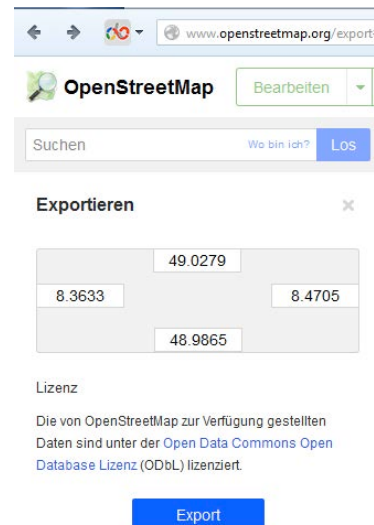 www.openstreetmap.org/export
OpenStreetMap Bearbeiten
Suchen Wo bin ich? Los
Exportieren ×
49.0279
8.3633 8.4705
48.9865
Lizenz
Die von OpenStreetMap zur Verfügung gestellten
Daten sind unter der Open Data Commons Open
Database Lizenz (ODbL) lizenziert.
Export